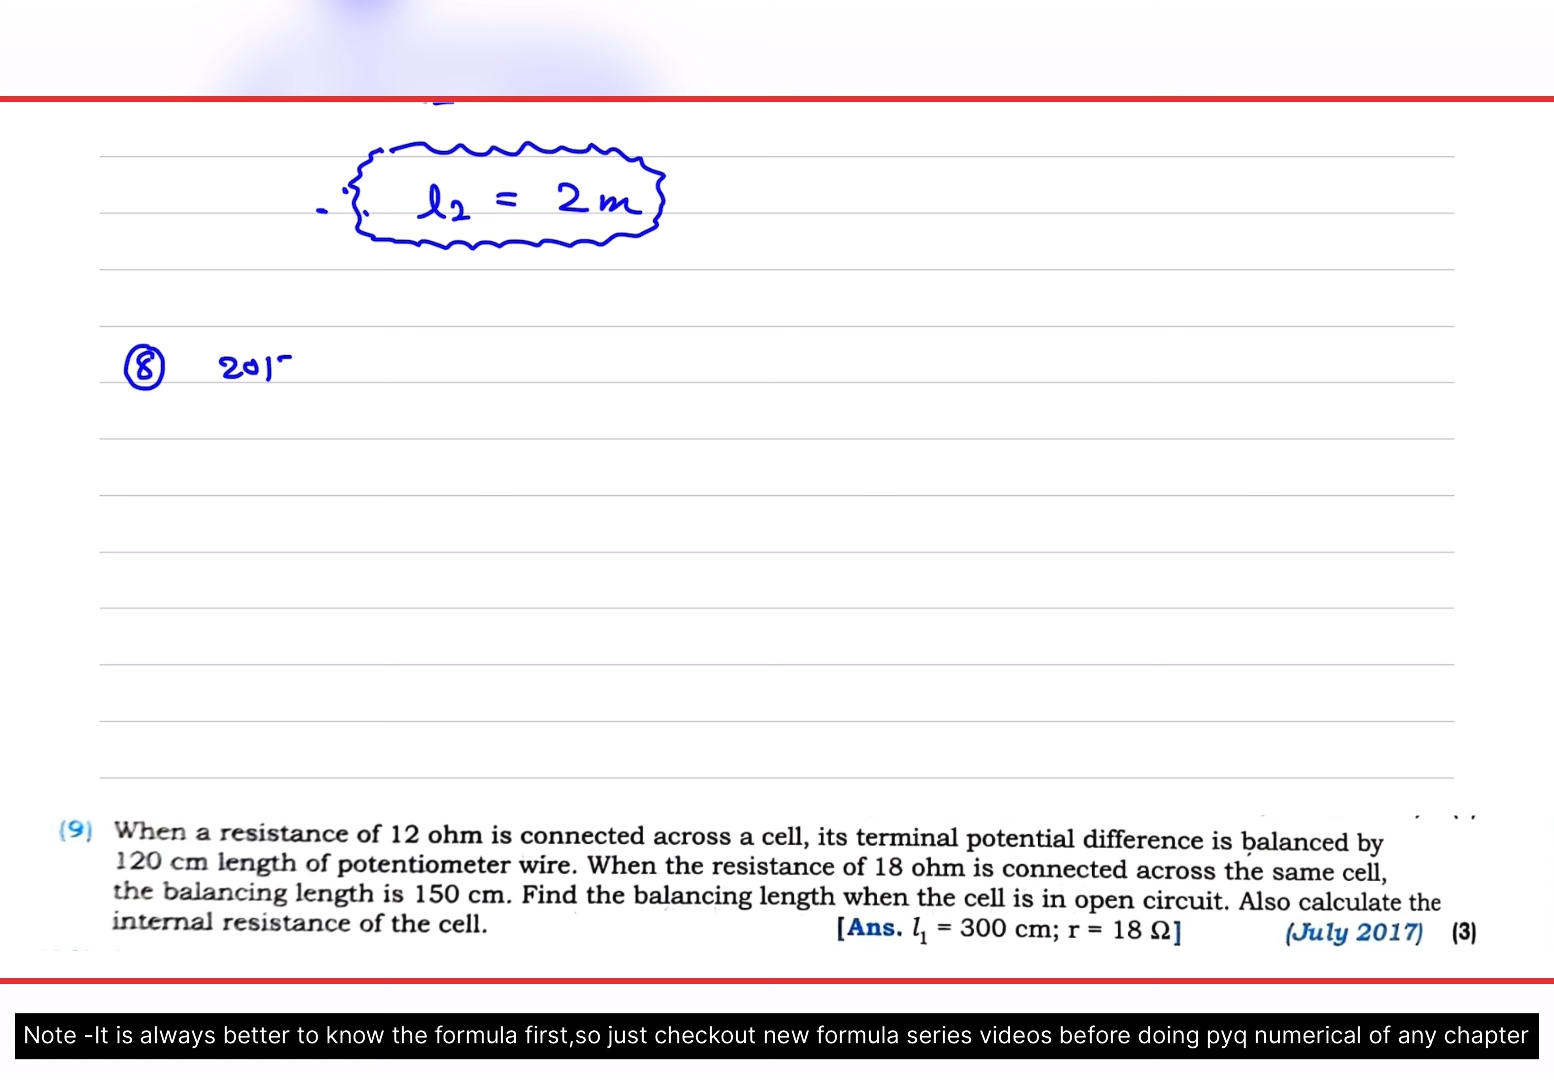 l₂ = 2m
8 201
(9) When a resistance of 12 ohm is connected across a cell, its terminal potential difference is balanced by
120 cm length of potentiometer wire. When the resistance of 18 ohm is connected across the same cell,
the balancing length is 150 cm. Find the balancing length when the cell is in open circuit. Also calculate the
internal resistance of the cell. [Ans. l₁ = 300 cm; r = 18 Ω] (July 2017) (3)
Note -It is always better to know the formula first,so just checkout new formula series videos before doing pyq numerical of any chapter